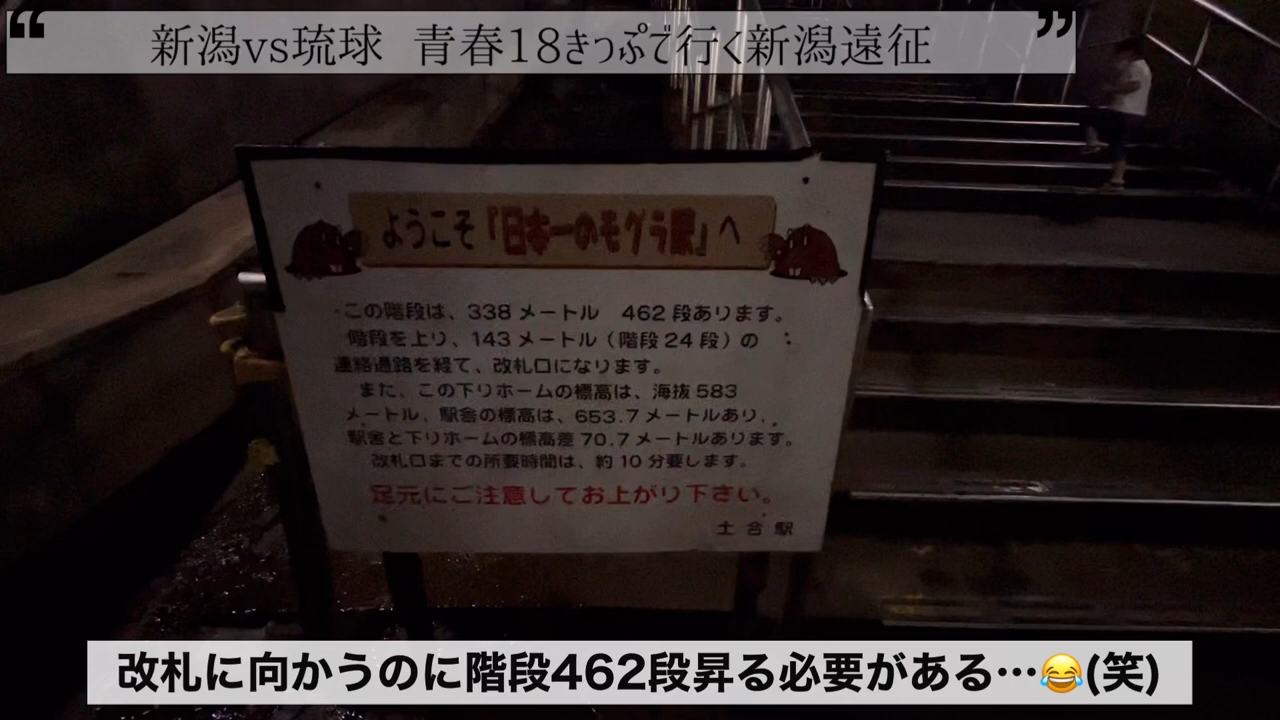 “
新潟vs琉球 青春18きっぷで行く新潟遠征
”
ようこそ『日本一のモグラ駅』へ
この階段は、338メートル 462段あります。
階段を上り、143メートル（階段24段）の
連絡通路を経て、改札口になります。
また、この下りホームの標高は、海抜583
メートル、駅舎の標高は、653.7メートルあり、
駅舎と下りホームの標高差70.7メートルあります。
改札口までの所要時間は、約10分要します。
足元にご注意してお上がり下さい。
土合駅
改札に向かうのに階段462段昇る必要がある…😂(笑)